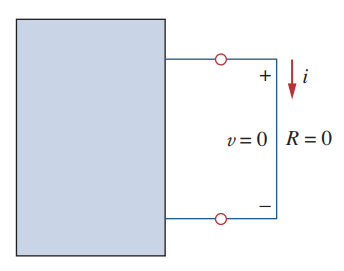 +
i
v = 0 R = 0
–